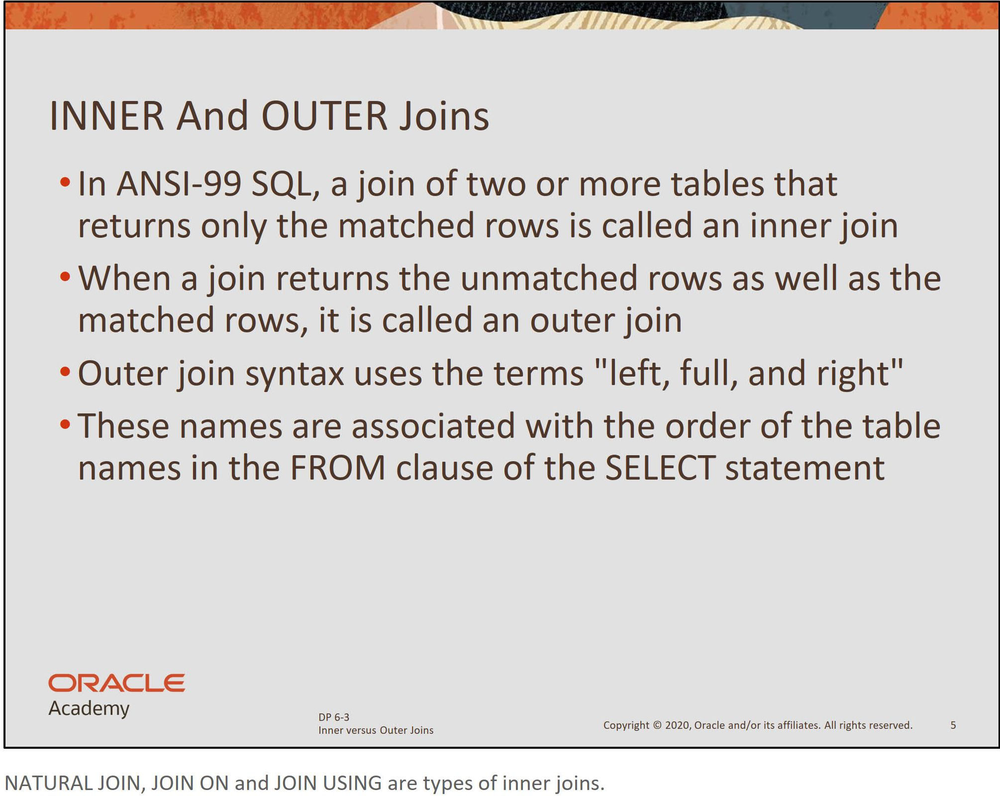 INNER And OUTER Joins
• In ANSI-99 SQL, a join of two or more tables that
returns only the matched rows is called an inner join
• When a join returns the unmatched rows as well as the
matched rows, it is called an outer join
• Outer join syntax uses the terms "left, full, and right"
• These names are associated with the order of the table
names in the FROM clause of the SELECT statement
ORACLE
Academy
DP 6-3
Inner versus Outer Joins
Copyright © 2020, Oracle and/or its affiliates. All rights reserved.
5
NATURAL JOIN, JOIN ON and JOIN USING are types of inner joins.